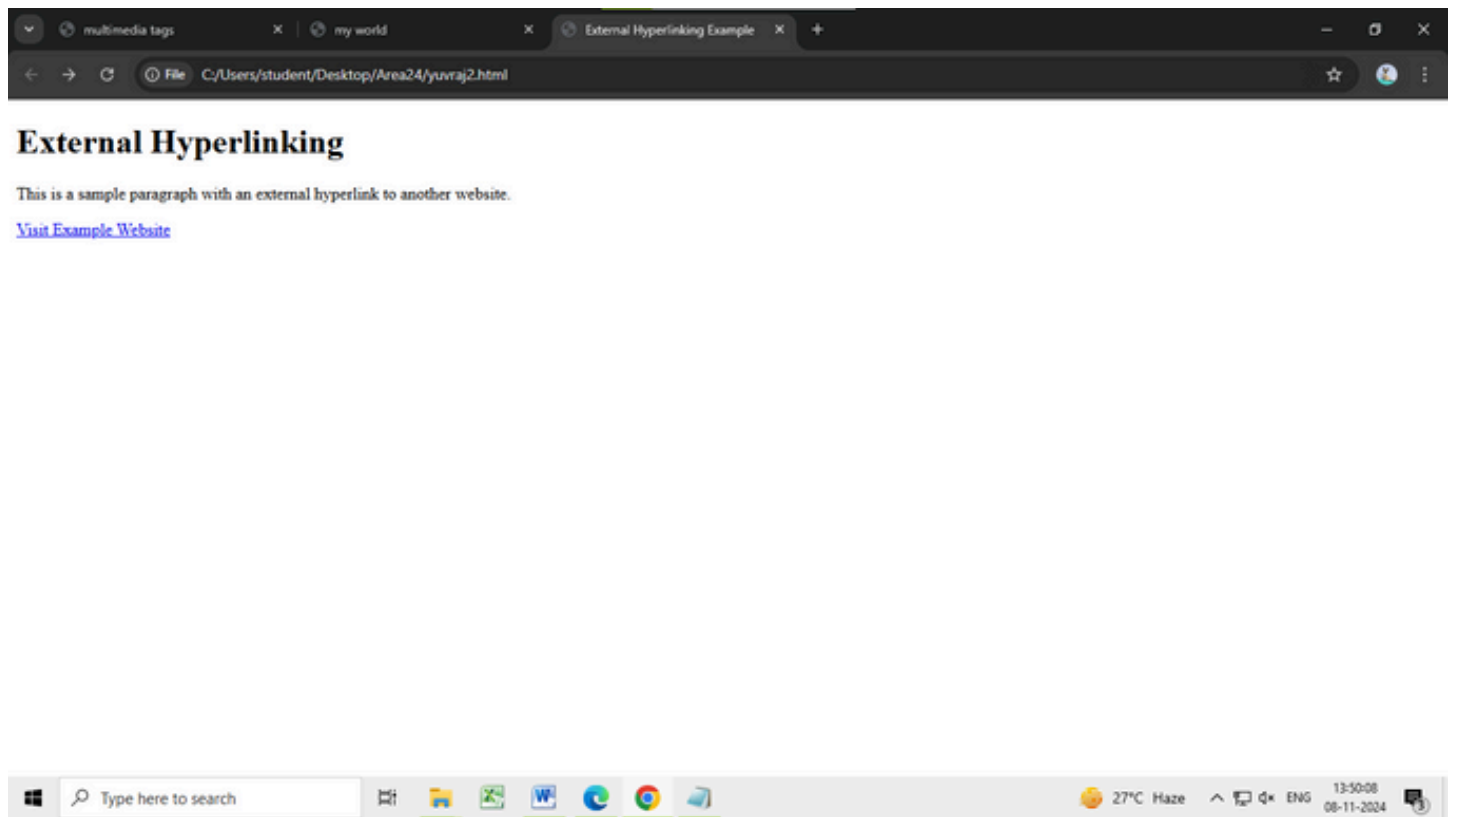 multimedia tags
my world
External Hyperlinking Example
File C:/Users/student/Desktop/Area24/yuvraj2.html
External Hyperlinking
This is a sample paragraph with an external hyperlink to another website.
Visit Example Website
Type here to search
27°C Haze
ENG
13:50:08
08-11-2024
3